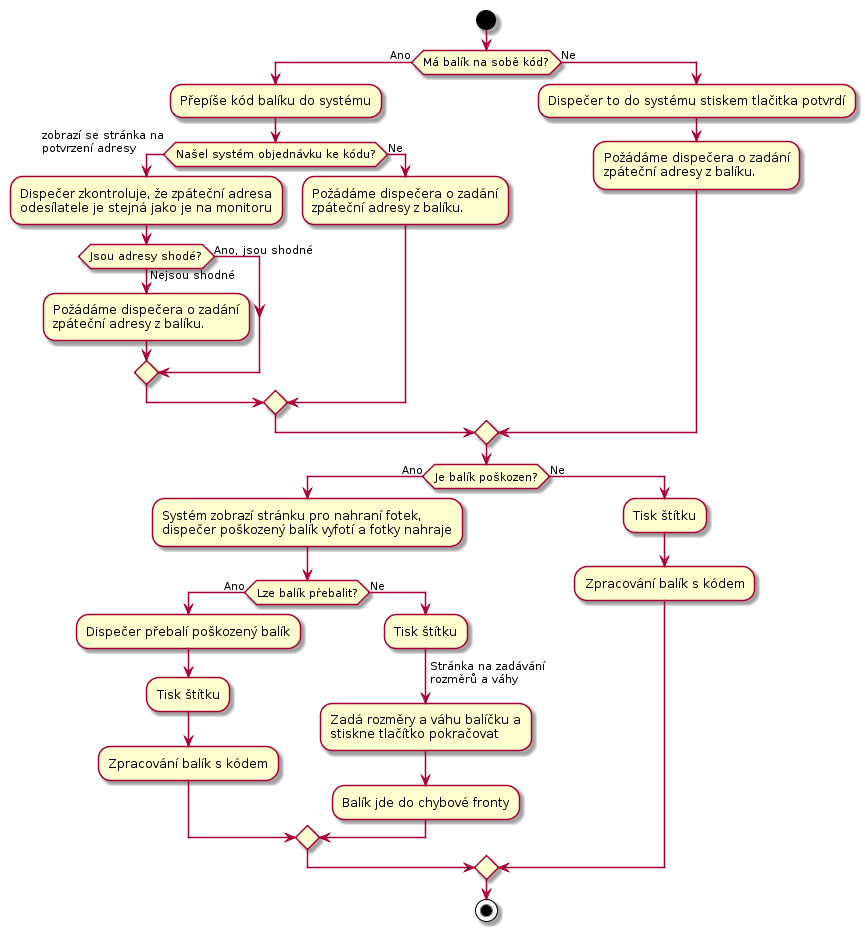 Má balík na sobě kód?
Ano
Ne
Přepíše kód balíku do systému
Dispečer to do systému stiskem tlačitka potvrdí
zobrazí se stránka na
potvrzení adresy
Našel systém objednávku ke kódu?
Ne
Požádáme dispečera o zadání
zpáteční adresy z balíku.
Dispečer zkontroluje, že zpáteční adresa
odesílatele je stejná jako je na monitoru
Požádáme dispečera o zadání
zpáteční adresy z balíku.
Jsou adresy shodé?
Ano, jsou shodné
Nejsou shodné
Požádáme dispečera o zadání
zpáteční adresy z balíku.
Je balík poškozen?
Ano
Ne
Systém zobrazí stránku pro nahraní fotek,
dispečer poškozený balík vyfotí a fotky nahraje
Tisk štítku
Zpracování balík s kódem
Lze balík přebalit?
Ano
Ne
Dispečer přebalí poškozený balík
Tisk štítku
Stránka na zadávání
rozměrů a váhy
Tisk štítku
Zadá rozměry a váhu balíčku a
stiskne tlačítko pokračovat
Zpracování balík s kódem
Balík jde do chybové fronty